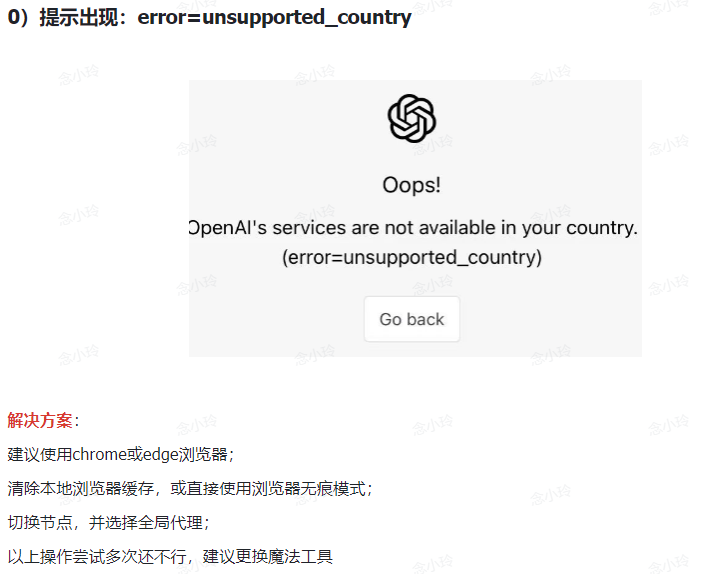 0）提示出现：error=unsupported_country
Oops!
OpenAI's services are not available in your country.
(error=unsupported_country)
Go back
解决方案：
建议使用chrome或edge浏览器；
清除本地浏览器缓存，或直接使用浏览器无痕模式；
切换节点，并选择全局代理；
以上操作尝试多次还不行，建议更换魔法工具
念小玲